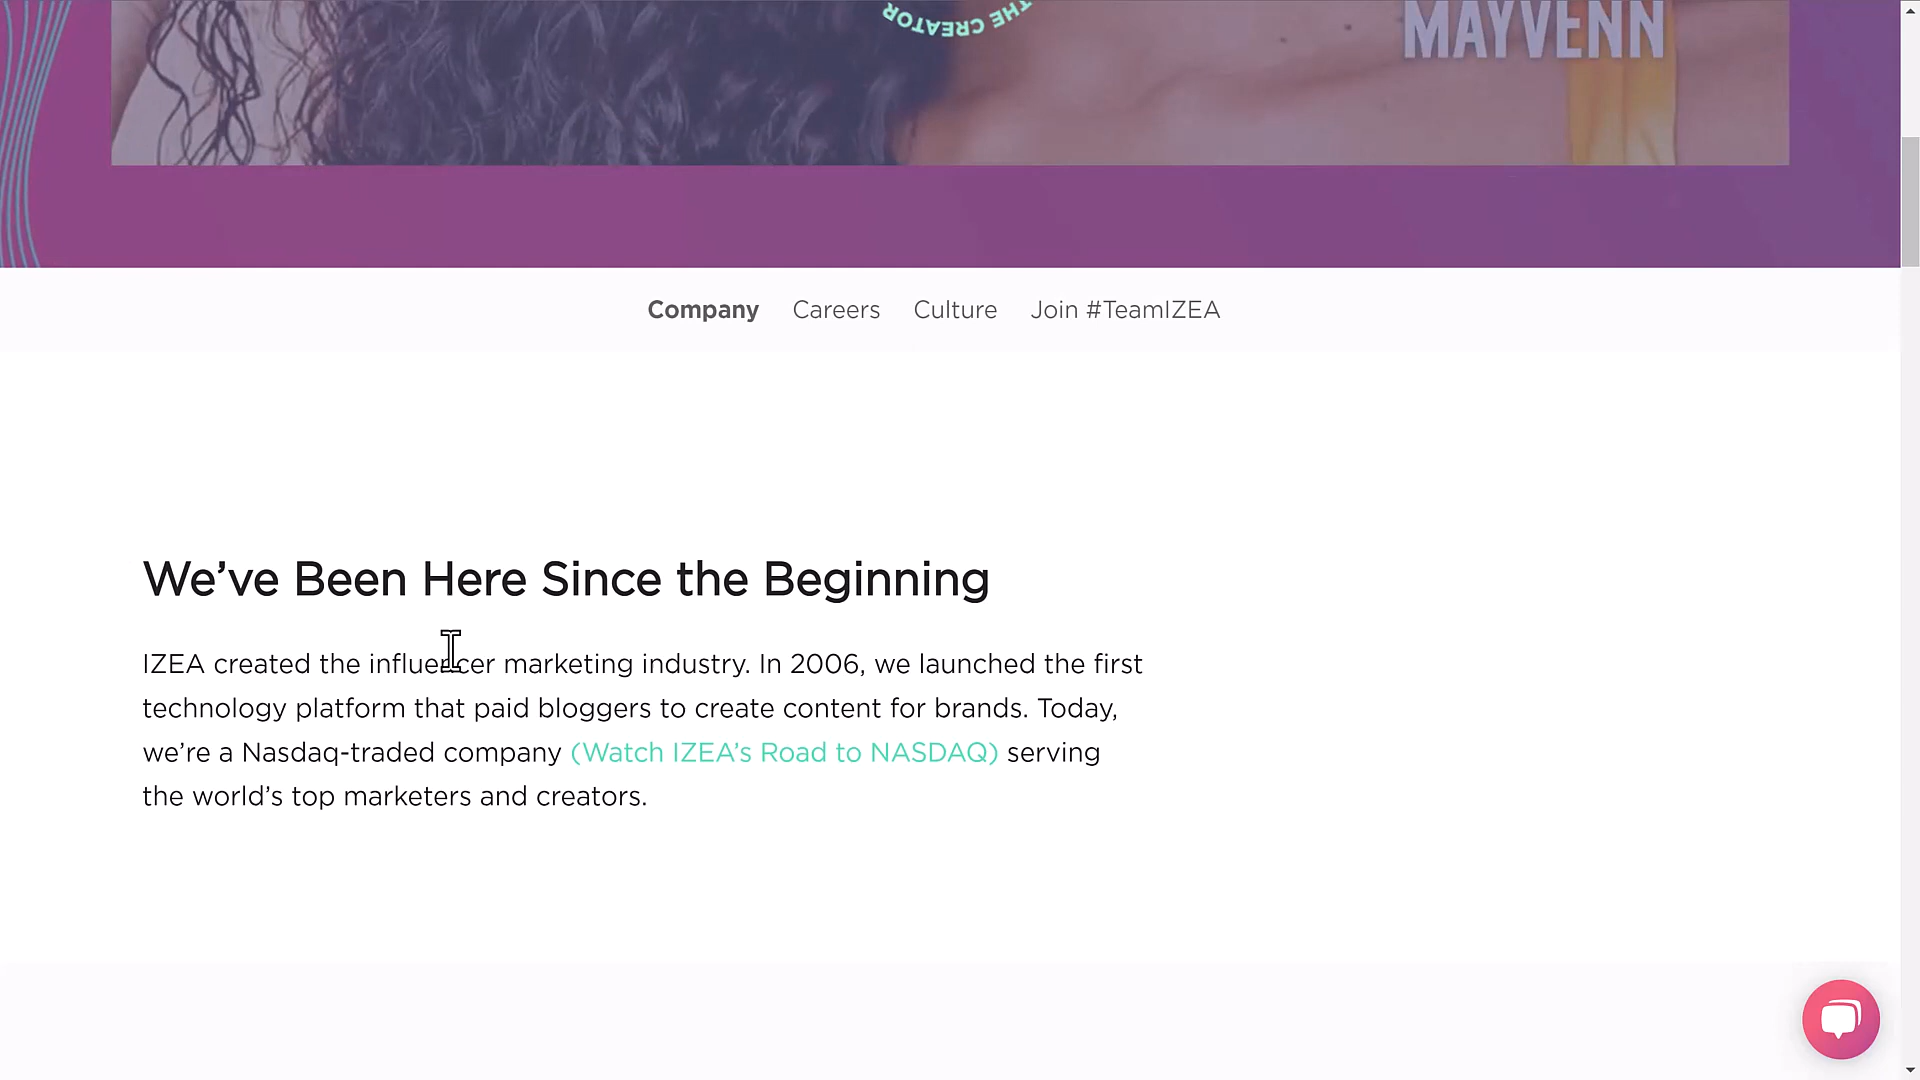 THE CREATOR
MAYVENN
Company Careers Culture Join #TeamIZEA
We’ve Been Here Since the Beginning
IZEA created the influencer marketing industry. In 2006, we launched the first
technology platform that paid bloggers to create content for brands. Today,
we’re a Nasdaq-traded company (Watch IZEA’s Road to NASDAQ) serving
the world’s top marketers and creators.